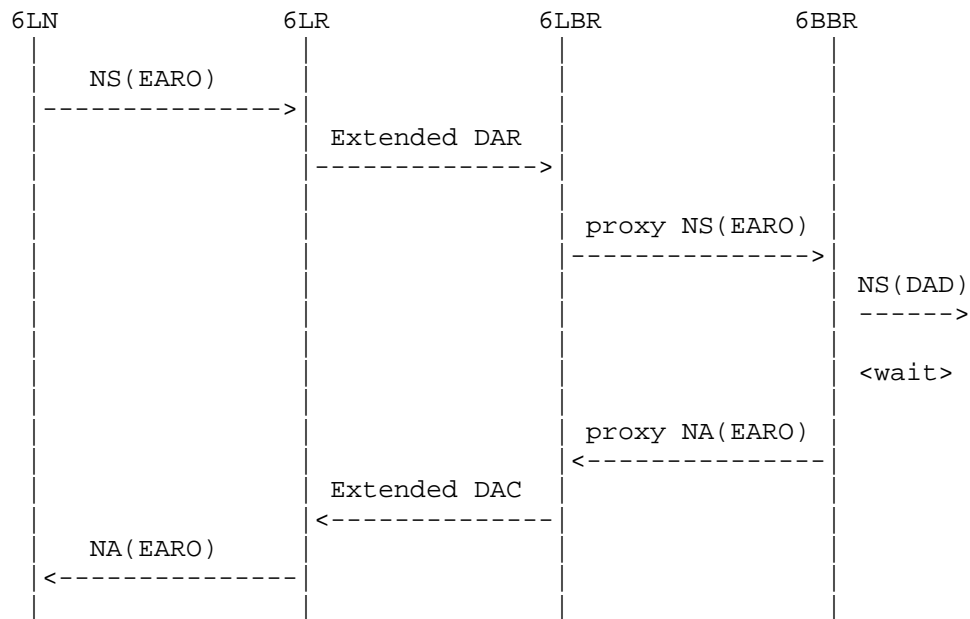 6LN 6LR 6LBR 6BBR
NS(EARO)
Extended DAR
proxy NS(EARO)
NS(DAD)
<wait>
proxy NA(EARO)
Extended DAC
NA(EARO)